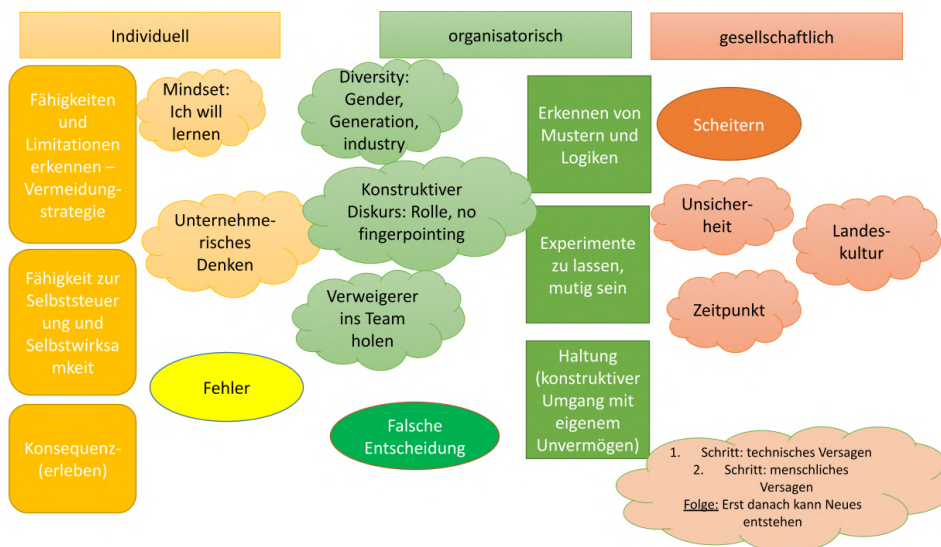 Individuell
organisatorisch
gesellschaftlich
Fähigkeiten
und
Limitationen
erkennen –
Vermeidung-
strategie
Fähigkeit zur
Selbststeuer
ung und
Selbstwirksa
mkeit
Konsequenz-
(erleben)
Mindset:
Ich will
lernen
Unternehme-
risches
Denken
Fehler
Diversity:
Gender,
Generation,
industry
Konstruktiver
Diskurs: Rolle, no
fingerpointing
Verweigerer
ins Team
holen
Falsche
Entscheidung
Erkennen von
Mustern und
Logiken
Experimente
zu lassen,
mutig sein
Haltung
(konstruktiver
Umgang mit
eigenem
Unvermögen)
Scheitern
Unsicher-
heit
Landes-
kultur
Zeitpunkt
1. Schritt: technisches Versagen
2. Schritt: menschliches
Versagen
Folge: Erst danach kann Neues
entstehen